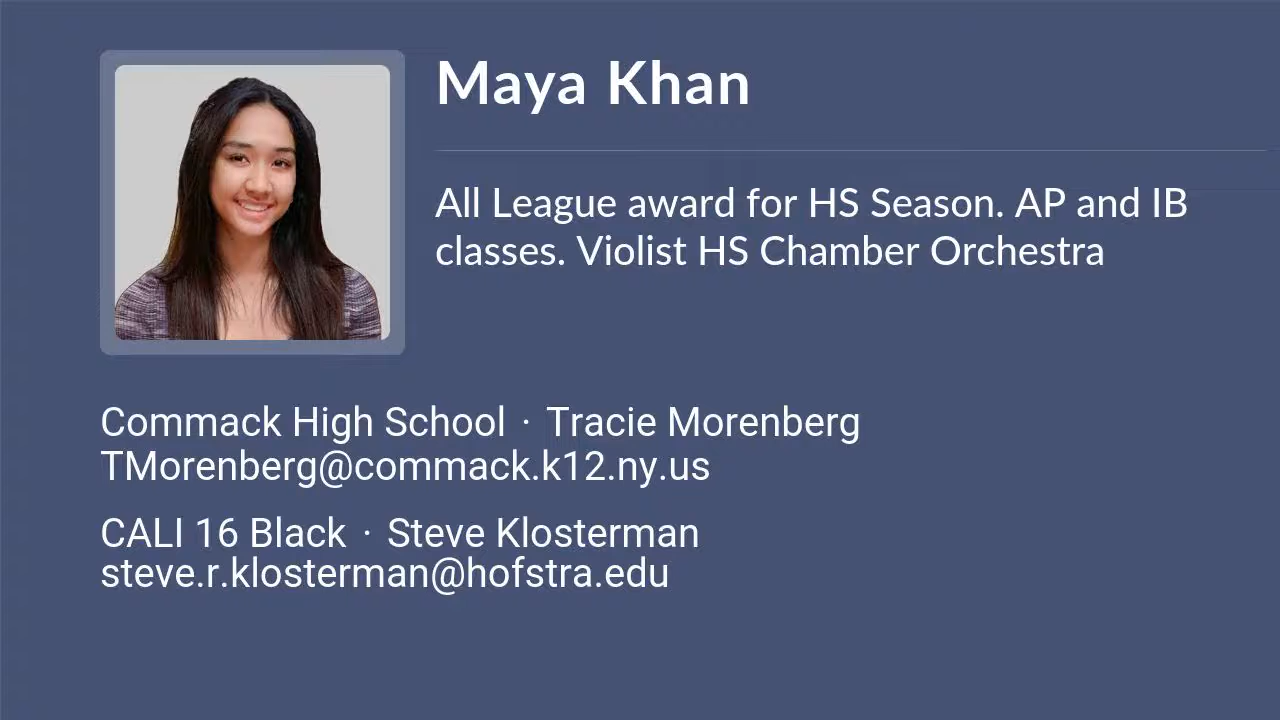 Maya Khan
All League award for HS Season. AP and IB
classes. Violist HS Chamber Orchestra
Commack High School · Tracie Morenberg
TMorenberg@commack.k12.ny.us
CALI 16 Black · Steve Klosterman
steve.r.klosterman@hofstra.edu